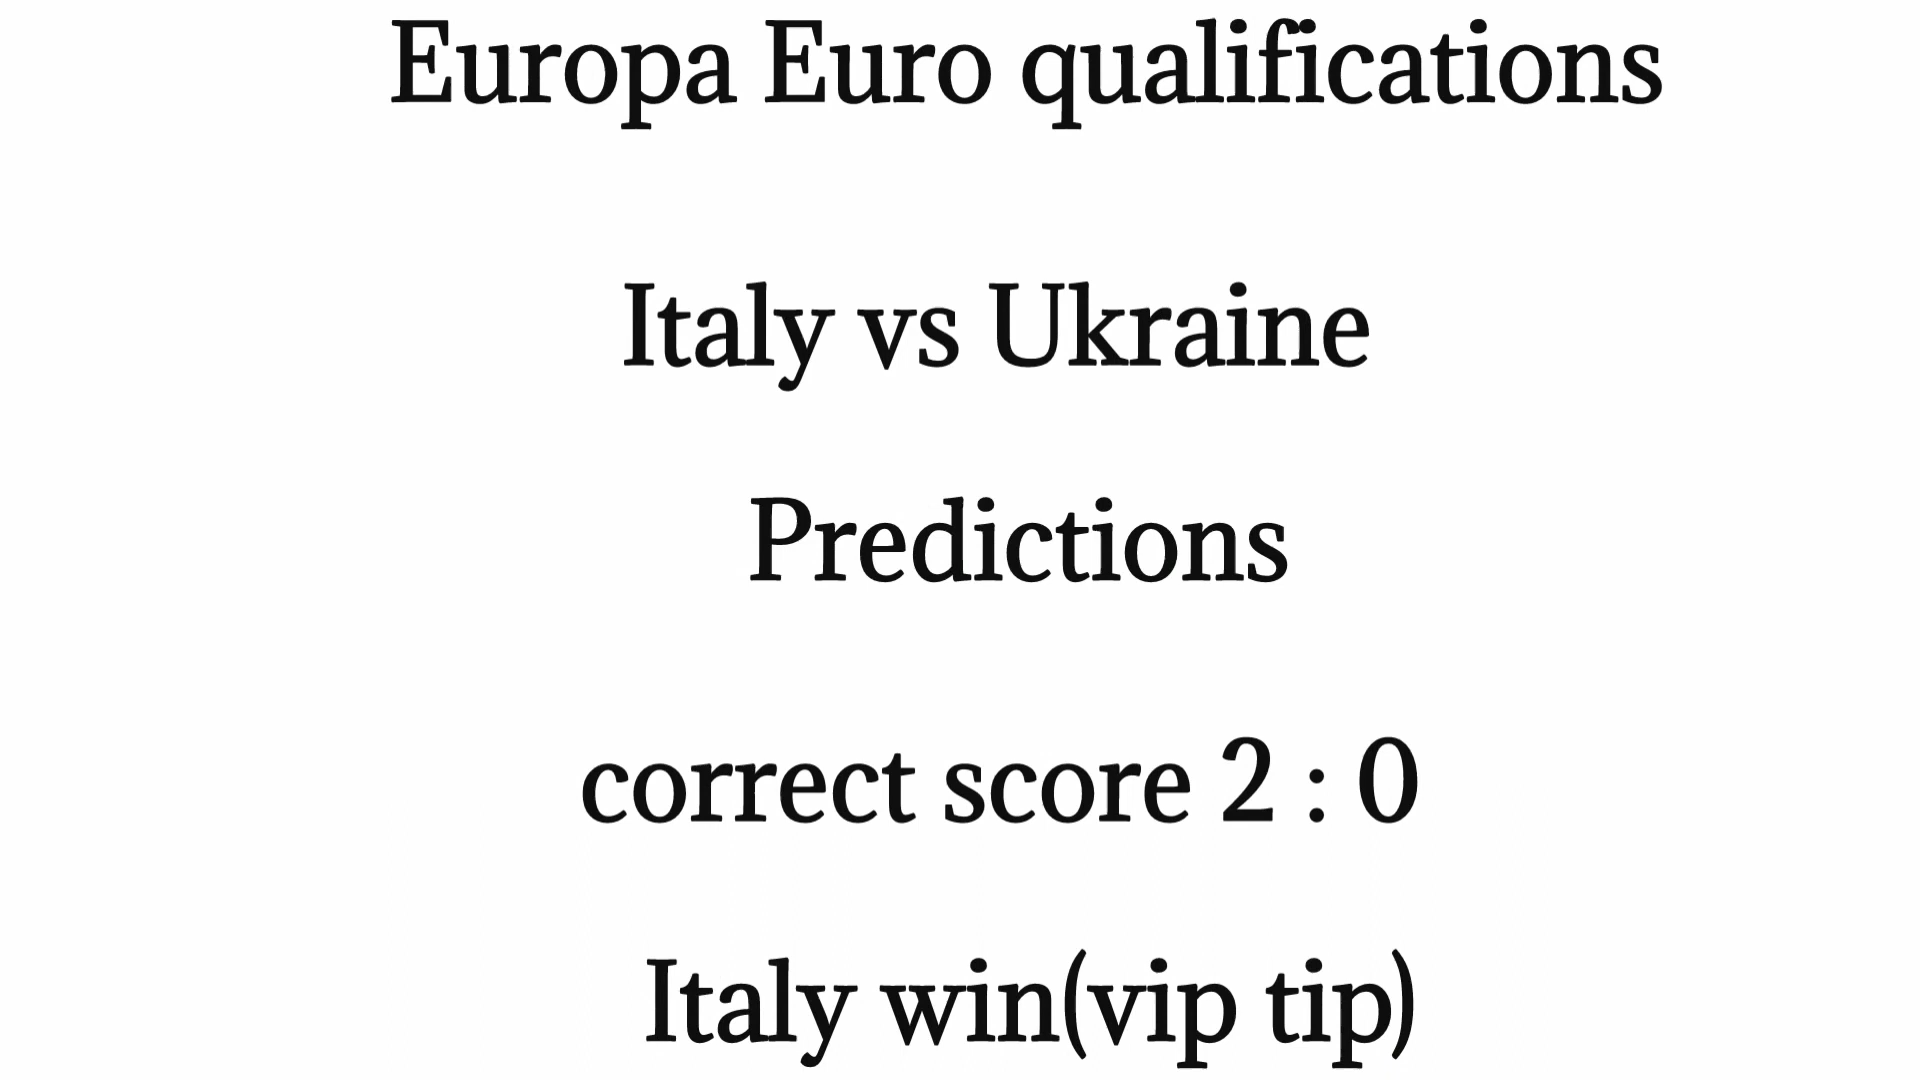 Europa Euro qualifications
Italy vs Ukraine
Predictions
correct score 2 : 0
Italy win(vip tip)